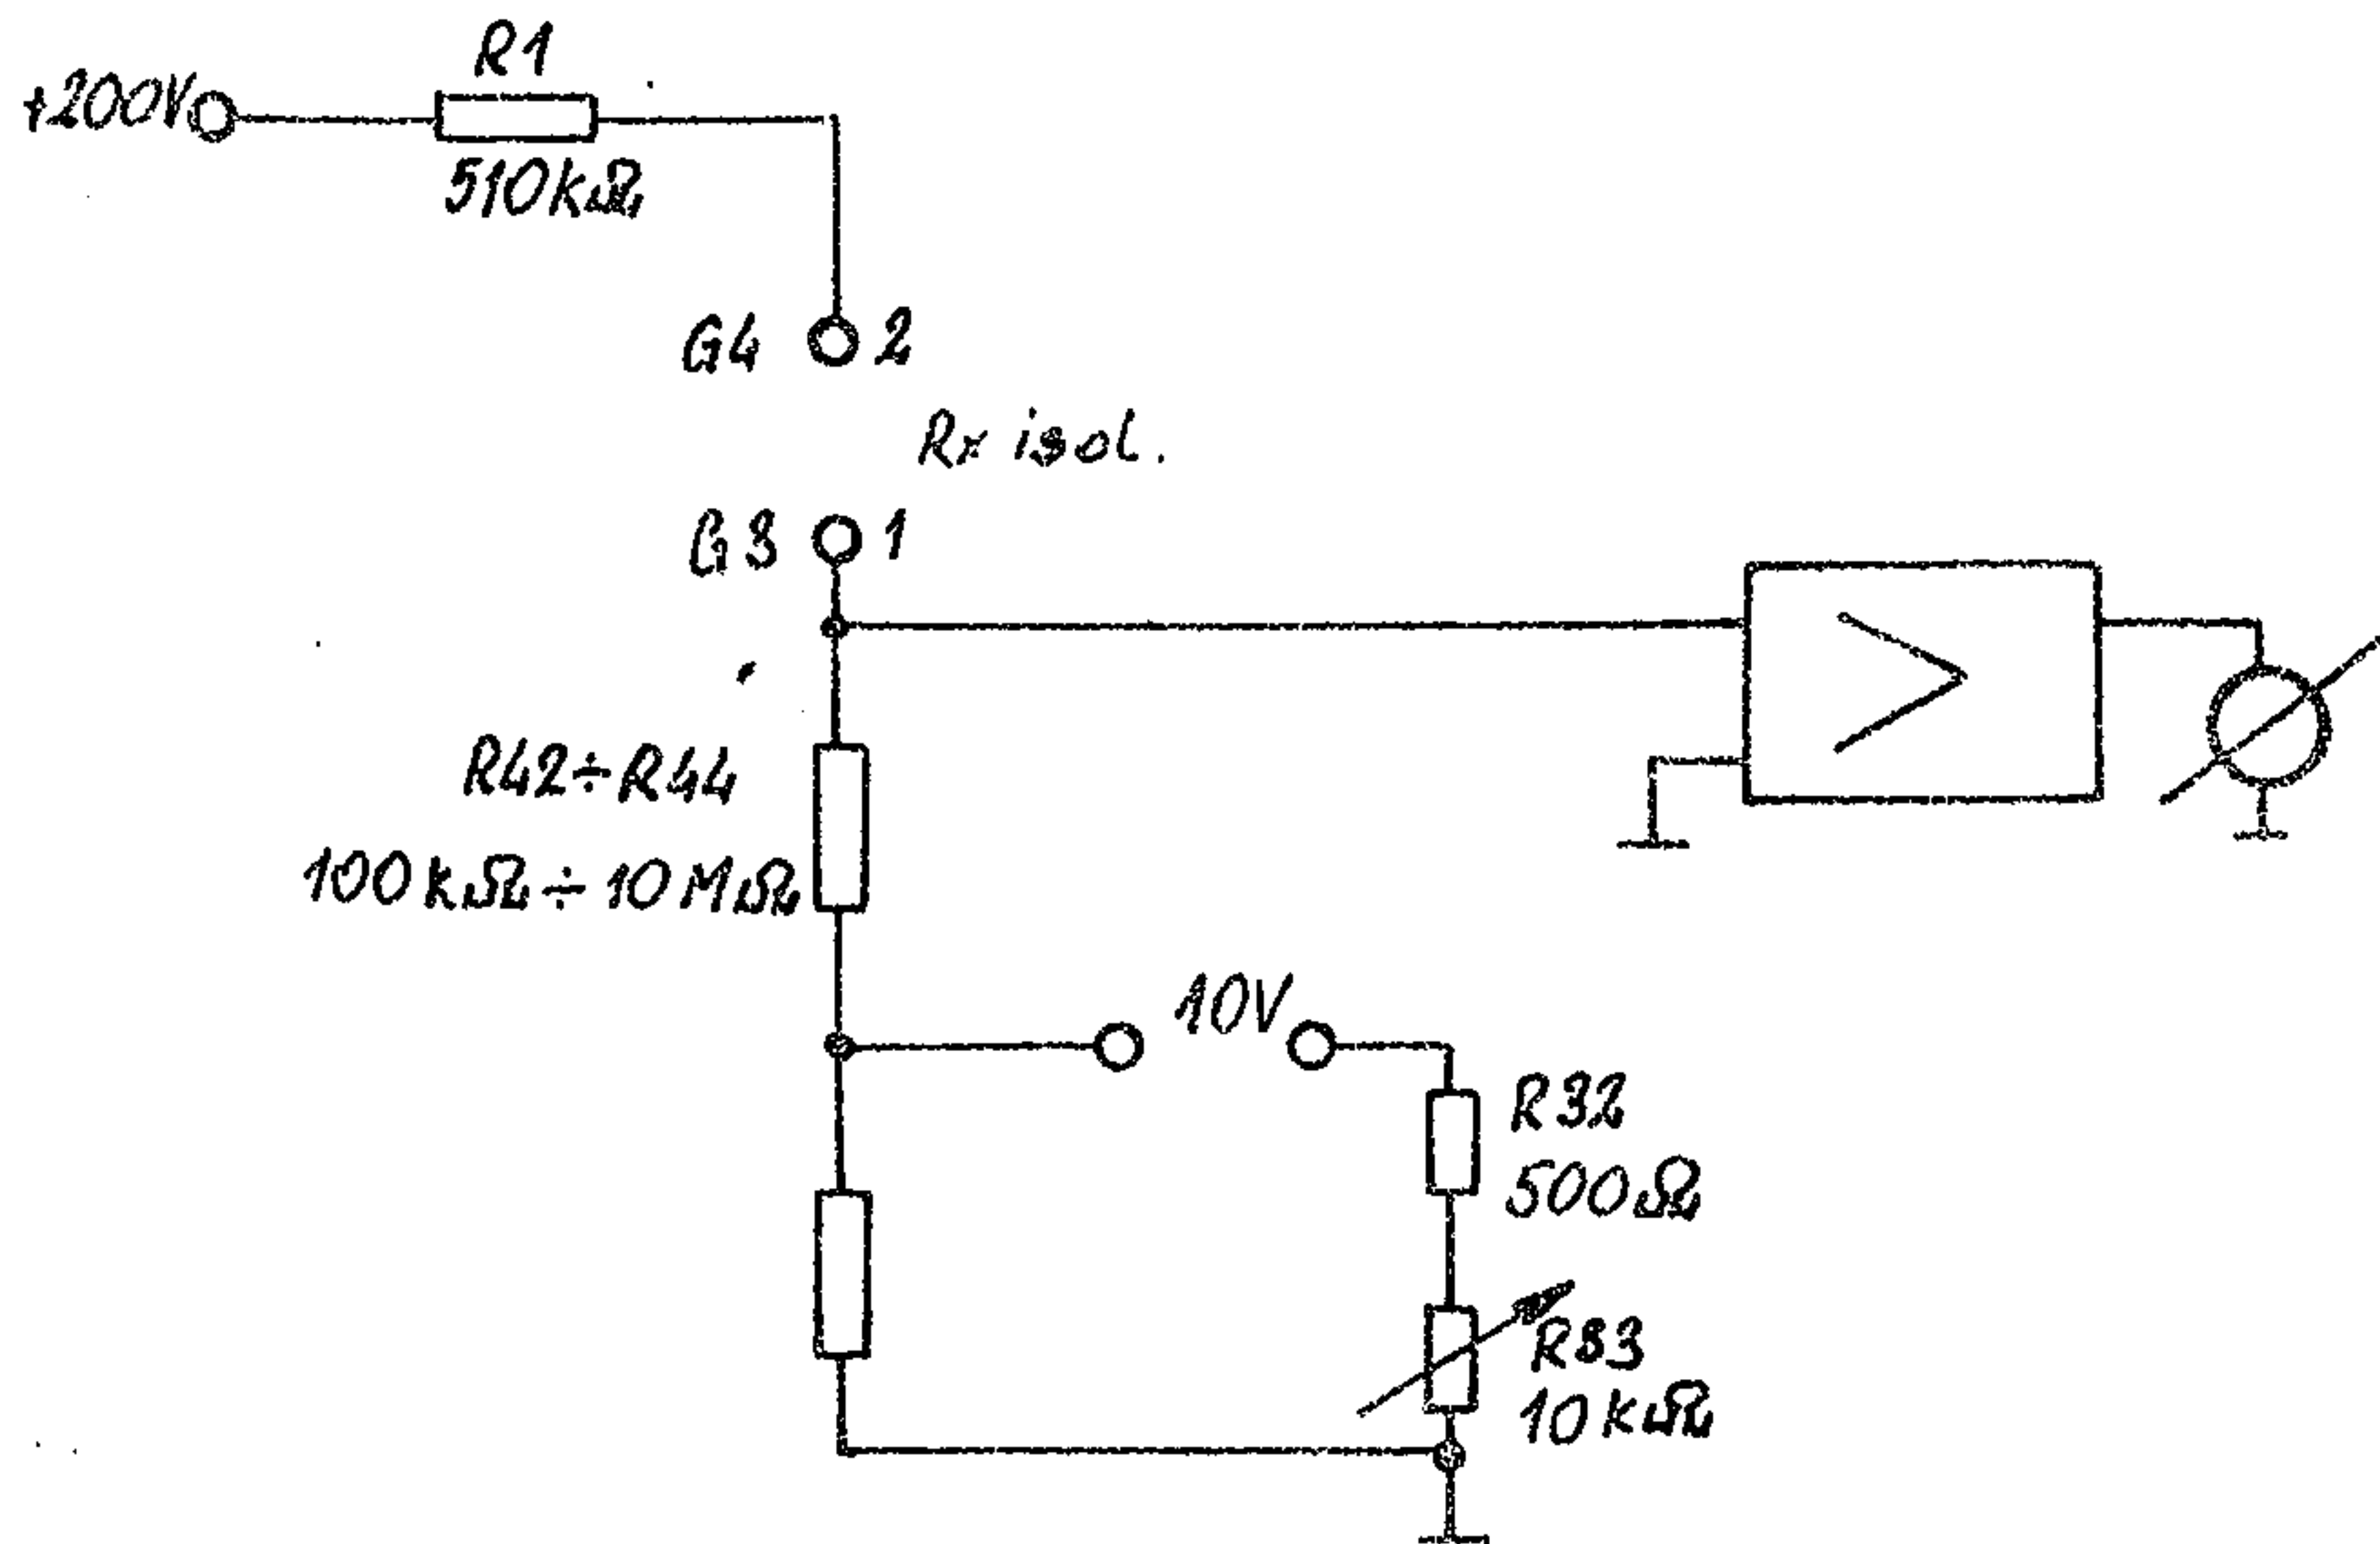 R1
+200V
510kΩ
G4 2
Rx isol.
G3 1
R42÷R44
100kΩ÷10MΩ
10V
R32
500Ω
R33
10kΩ